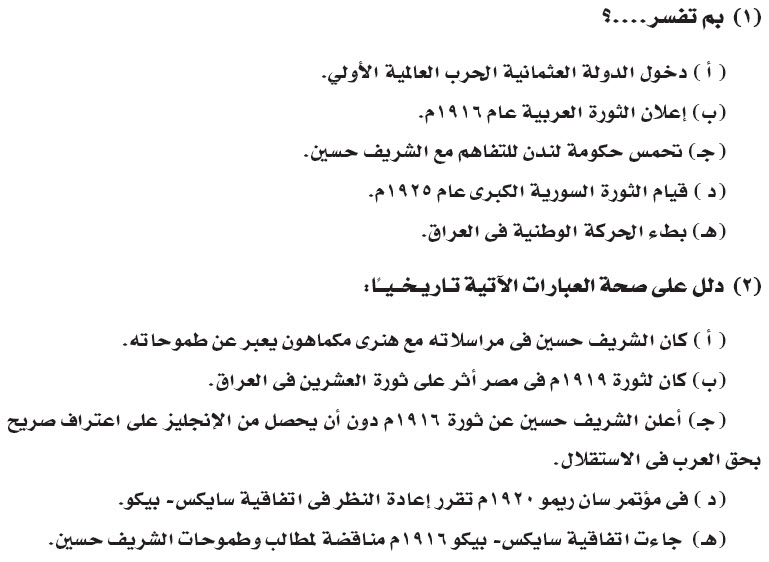 (١) بم تفسر....؟
( أ ) دخول الدولة العثمانية الحرب العالمية الأولي.
(ب) إعلان الثورة العربية عام ١٩١٦م.
(جـ) تحمس حكومة لندن للتفاهم مع الشريف حسين.
( د ) قيام الثورة السورية الكبرى عام ١٩٢٥م.
(هـ) بطء الحركة الوطنية فى العراق.
(٢) دلل على صحة العبارات الآتية تاريخيًا:
( أ ) كان الشريف حسين فى مراسلاته مع هنرى مكماهون يعبر عن طموحاته.
(ب) كان لثورة ١٩١٩م فى مصر أثر على ثورة العشرين فى العراق.
(جـ) أعلن الشريف حسين عن ثورة ١٩١٦م دون أن يحصل من الإنجليز على اعتراف صريح
بحق العرب فى الاستقلال.
( د ) فى مؤتمر سان ريمو ١٩٢٠م تقرر إعادة النظر فى اتفاقية سايكس- بيكو.
(هـ) جاءت اتفاقية سايكس- بيكو ١٩١٦م مناقضة لمطالب وطموحات الشريف حسين.